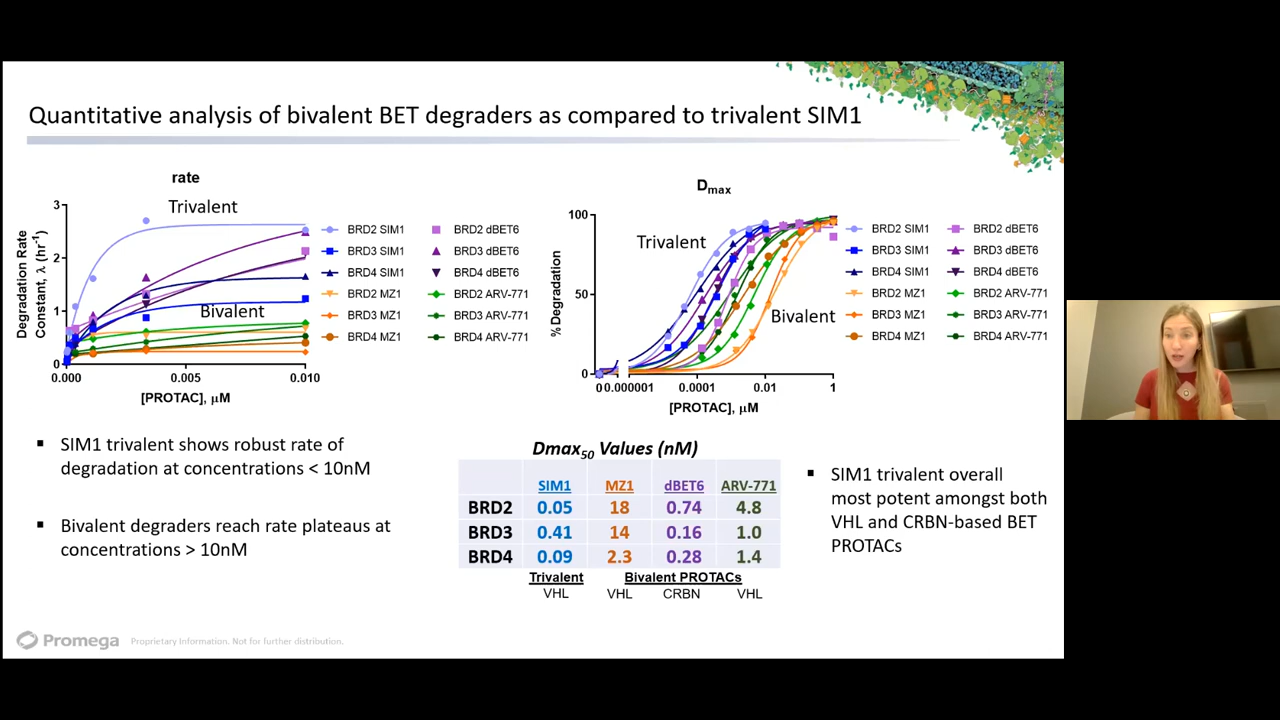 Quantitative analysis of bivalent BET degraders as compared to trivalent SIM1
rate
Trivalent
Bivalent
Degradation Rate
Constant, λ (hr-1)
3
2
1
0
0.000
0.005
0.010
[PROTAC], μM
BRD2 SIM1
BRD3 SIM1
BRD4 SIM1
BRD2 MZ1
BRD3 MZ1
BRD4 MZ1
BRD2 dBET6
BRD3 dBET6
BRD4 dBET6
BRD2 ARV-771
BRD3 ARV-771
BRD4 ARV-771
Dmax
Trivalent
Bivalent
% Degradation
100
50
0
0 0.000001 0.0001 0.01 1
[PROTAC], μM
BRD2 SIM1
BRD3 SIM1
BRD4 SIM1
BRD2 MZ1
BRD3 MZ1
BRD4 MZ1
BRD2 dBET6
BRD3 dBET6
BRD4 dBET6
BRD2 ARV-771
BRD3 ARV-771
BRD4 ARV-771
▪ SIM1 trivalent shows robust rate of
degradation at concentrations < 10nM
▪ Bivalent degraders reach rate plateaus at
concentrations > 10nM
Dmax50 Values (nM)
SIM1 MZ1 dBET6 ARV-771
BRD2 0.05 18 0.74 4.8
BRD3 0.41 14 0.16 1.0
BRD4 0.09 2.3 0.28 1.4
Trivalent Bivalent PROTACs
VHL VHL CRBN VHL
▪ SIM1 trivalent overall
most potent amongst both
VHL and CRBN-based BET
PROTACs
Promega Proprietary Information. Not for further distribution.